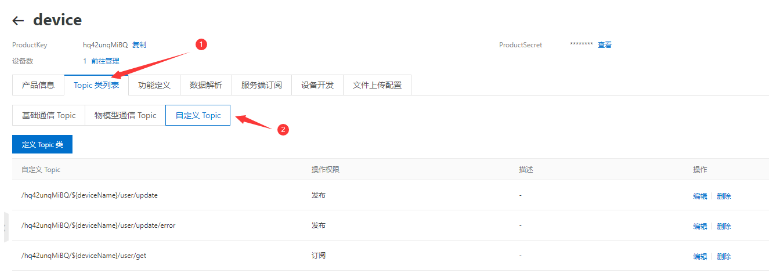 ← device
ProductKey hq42unqMiBQ 复制 1 ProductSecret ******** 查看
设备数 1 前往管理
产品信息 Topic 类列表 功能定义 数据解析 服务端订阅 设备开发 文件上传配置
基础通信 Topic 物模型通信 Topic 自定义 Topic 2
定义 Topic 类
自定义 Topic 操作权限 描述 操作
/hq42unqMiBQ/${deviceName}/user/update 发布 - 编辑 删除
/hq42unqMiBQ/${deviceName}/user/update/error 发布 - 编辑 删除
/hq42unqMiBQ/${deviceName}/user/get 订阅 - 编辑 删除